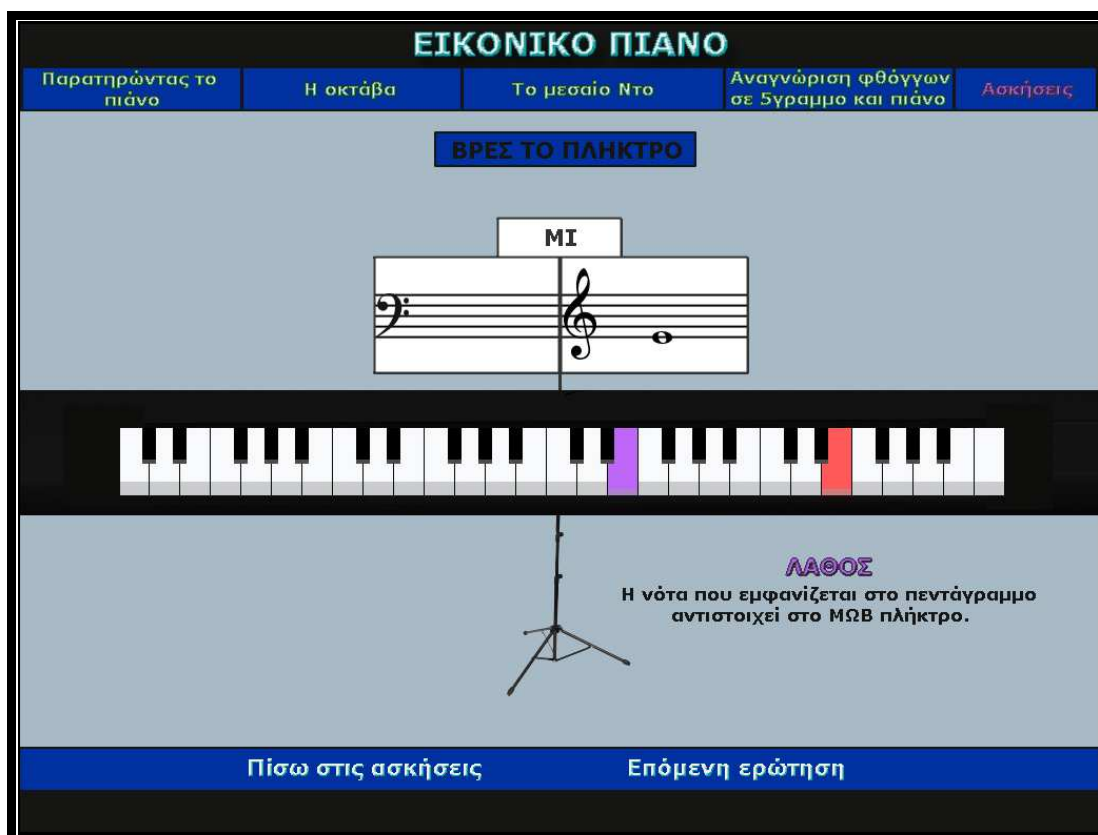 ΕΙΚΟΝΙΚΟ ΠΙΑΝΟ
Παρατηρώντας το
πιάνο
Η οκτάβα
Το μεσαίο Ντο
Αναγνώριση φθόγγων
σε 5γραμμο και πιάνο
Ασκήσεις
ΒΡΕΣ ΤΟ ΠΛΗΚΤΡΟ
ΜΙ
ΛΑΘΟΣ
Η νότα που εμφανίζεται στο πεντάγραμμο
αντιστοιχεί στο ΜΩΒ πλήκτρο.
Πίσω στις ασκήσεις
Επόμενη ερώτηση